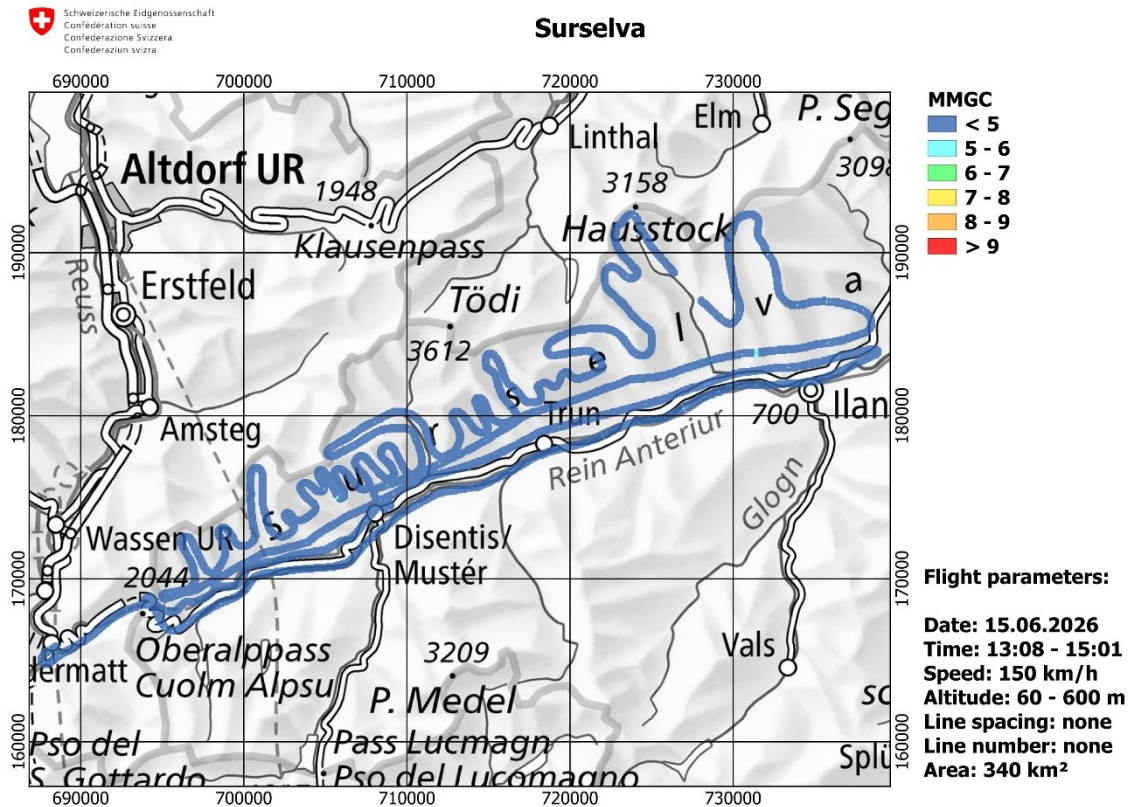 Schweizerische Eidgenossenschaft
Confédération suisse
Confederazione Svizzera
Confederaziun svizra
Surselva
690000 700000 710000 720000 730000
MMGC
< 5
5 - 6
6 - 7
7 - 8
8 - 9
> 9
Elm
P. Seg
Linthal
3098
Altdorf UR
1948
3158
Klausenpass
Hausstock
190000
190000
Reuss
Erstfeld
Tödi
3612
S u r s e l v a
Amsteg
Trun
700
Ilan
180000
180000
Rein Anteriur
Glogn
Wassen UR
Disentis/
Mustér
2044
170000
170000
dermatt
Oberalppass
Cuolm Alpsu
3209
P. Medel
Vals
Pso del
S. Gottardo
Pass Lucmagn
Pso del Lucomagno
Splü
160000
160000
690000 700000 710000 720000 730000
Flight parameters:
Date: 15.06.2026
Time: 13:08 - 15:01
Speed: 150 km/h
Altitude: 60 - 600 m
Line spacing: none
Line number: none
Area: 340 km²